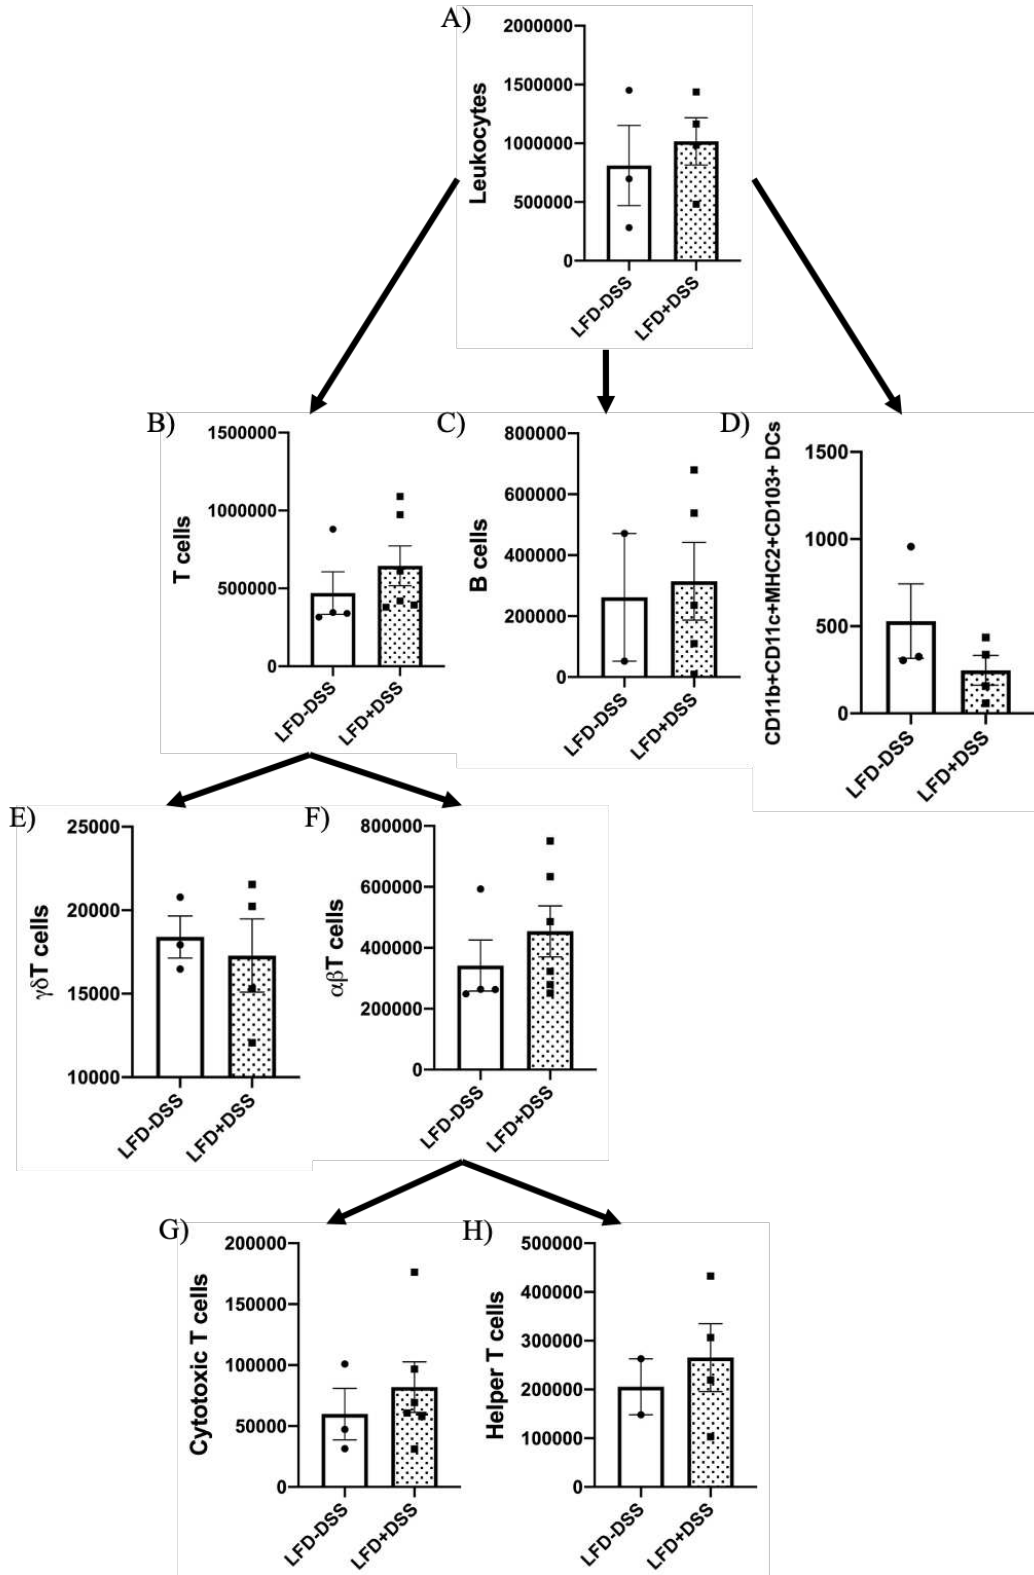 A)
Leukocytes
2000000
1500000
1000000
500000
0
LFD-DSS
LFD+DSS
B)
T cells
1500000
1000000
500000
0
LFD-DSS
LFD+DSS
C)
B cells
800000
600000
400000
200000
0
LFD-DSS
LFD+DSS
D)
CD11b+CD11c+MHC2+CD103+ DCs
1500
1000
500
0
LFD-DSS
LFD+DSS
E)
γδT cells
25000
20000
15000
10000
LFD-DSS
LFD+DSS
F)
αβT cells
800000
600000
400000
200000
0
LFD-DSS
LFD+DSS
G)
Cytotoxic T cells
200000
150000
100000
50000
0
LFD-DSS
LFD+DSS
H)
Helper T cells
500000
400000
300000
200000
100000
0
LFD-DSS
LFD+DSS